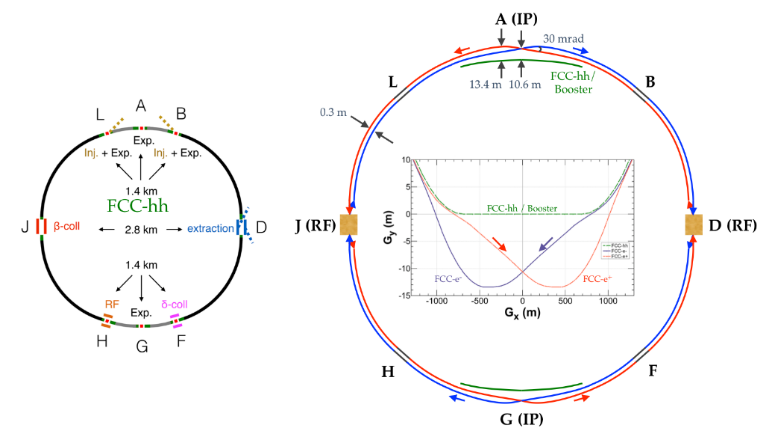 L
A
B
Exp.
Inj. + Exp.
Inj. + Exp.
1.4 km
FCC-hh
J
β-coll
2.8 km
extraction
D
1.4 km
RF
Exp.
δ-coll
H
G
F
A (IP)
30 mrad
L
13.4 m
10.6 m
FCC-hh/
Booster
B
0.3 m
J (RF)
D (RF)
10
5
0
-5
-10
-15
Gy (m)
FCC-hh / Booster
FCC-hh
FCC-e-
FCC-e+
FCC-e⁻
FCC-e⁺
-1000
-500
0
500
1000
Gx (m)
H
F
G (IP)